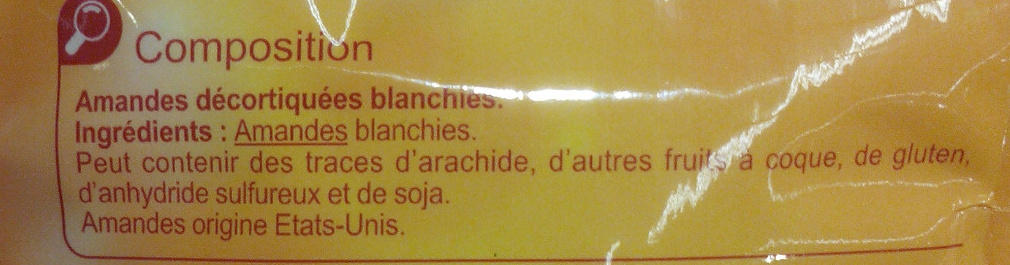 Composition
Amandes décortiquées blanchies.
Ingrédients : Amandes blanchies.
Peut contenir des traces d'arachide, d'autres fruits à coque, de gluten,
d'anhydride sulfureux et de soja.
Amandes origine Etats-Unis.